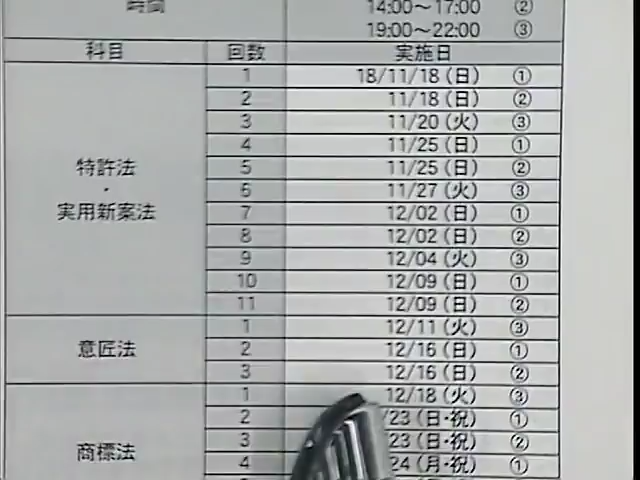 時間 14:00〜17:00 ②
19:00〜22:00 ③
科目 回数 実施日
特許法・実用新案法
1 18/11/18(日) ①
2 11/18(日) ②
3 11/20(火) ③
4 11/25(日) ①
5 11/25(日) ②
6 11/27(火) ③
7 12/02(日) ①
8 12/02(日) ②
9 12/04(火) ③
10 12/09(日) ①
11 12/09(日) ②
意匠法
1 12/11(火) ③
2 12/16(日) ①
3 12/16(日) ②
商標法
1 12/18(火) ③
2 /23(日・祝) ①
3 23(日・祝) ②
4 24(月・祝) ①